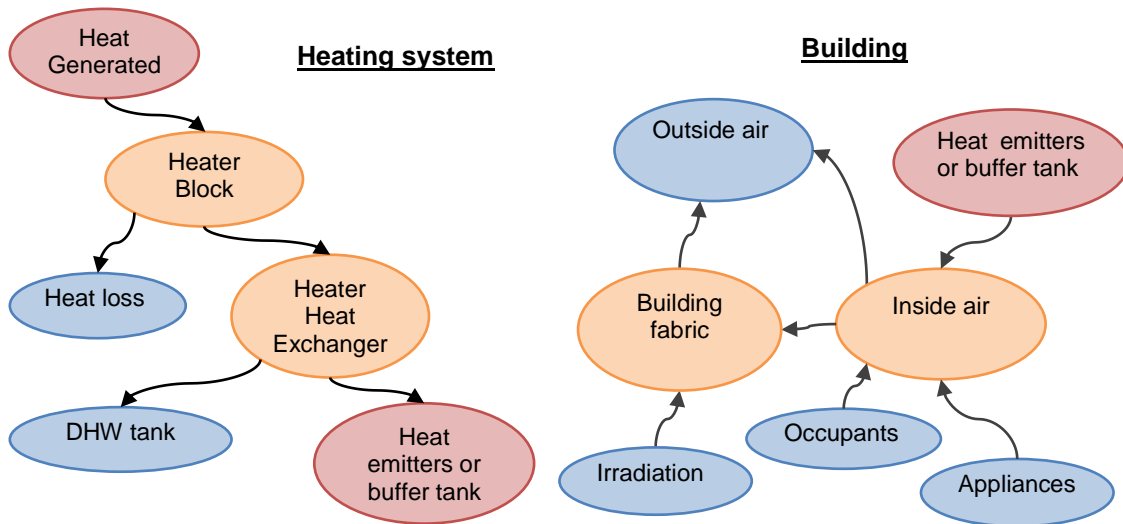 Heating system
Heat
Generated
Heater
Block
Heat loss
Heater
Heat
Exchanger
DHW tank
Heat
emitters or
buffer tank
Building
Outside air
Heat emitters
or buffer tank
Building
fabric
Inside air
Occupants
Irradiation
Appliances